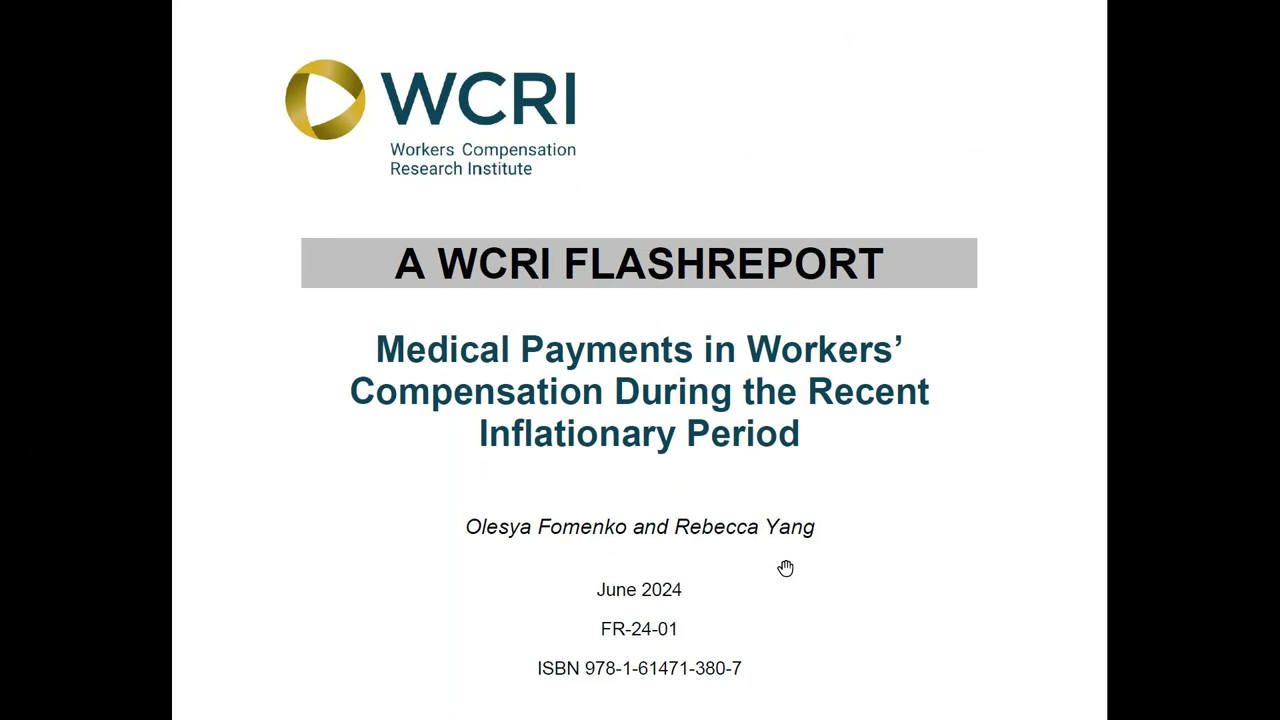 WCRI
Workers Compensation
Research Institute
A WCRI FLASHREPORT
Medical Payments in Workers’
Compensation During the Recent
Inflationary Period
Olesya Fomenko and Rebecca Yang
June 2024
FR-24-01
ISBN 978-1-61471-380-7